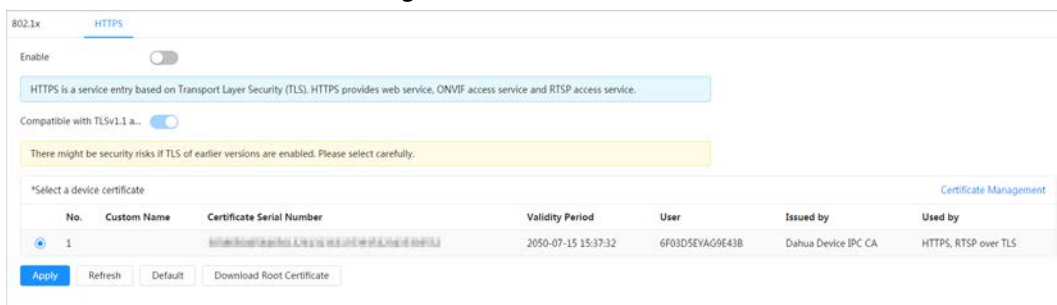 802.1x HTTPS
Enable
HTTPS is a service entry based on Transport Layer Security (TLS). HTTPS provides web service, ONVIF access service and RTSP access service.
Compatible with TLSv1.1 a...
There might be security risks if TLS of earlier versions are enabled. Please select carefully.
*Select a device certificate Certificate Management
No. Custom Name Certificate Serial Number Validity Period User Issued by Used by
1 2050-07-15 15:37:32 6F03D5EYAG9E43B Dahua Device IPC CA HTTPS, RTSP over TLS
Apply Refresh Default Download Root Certificate